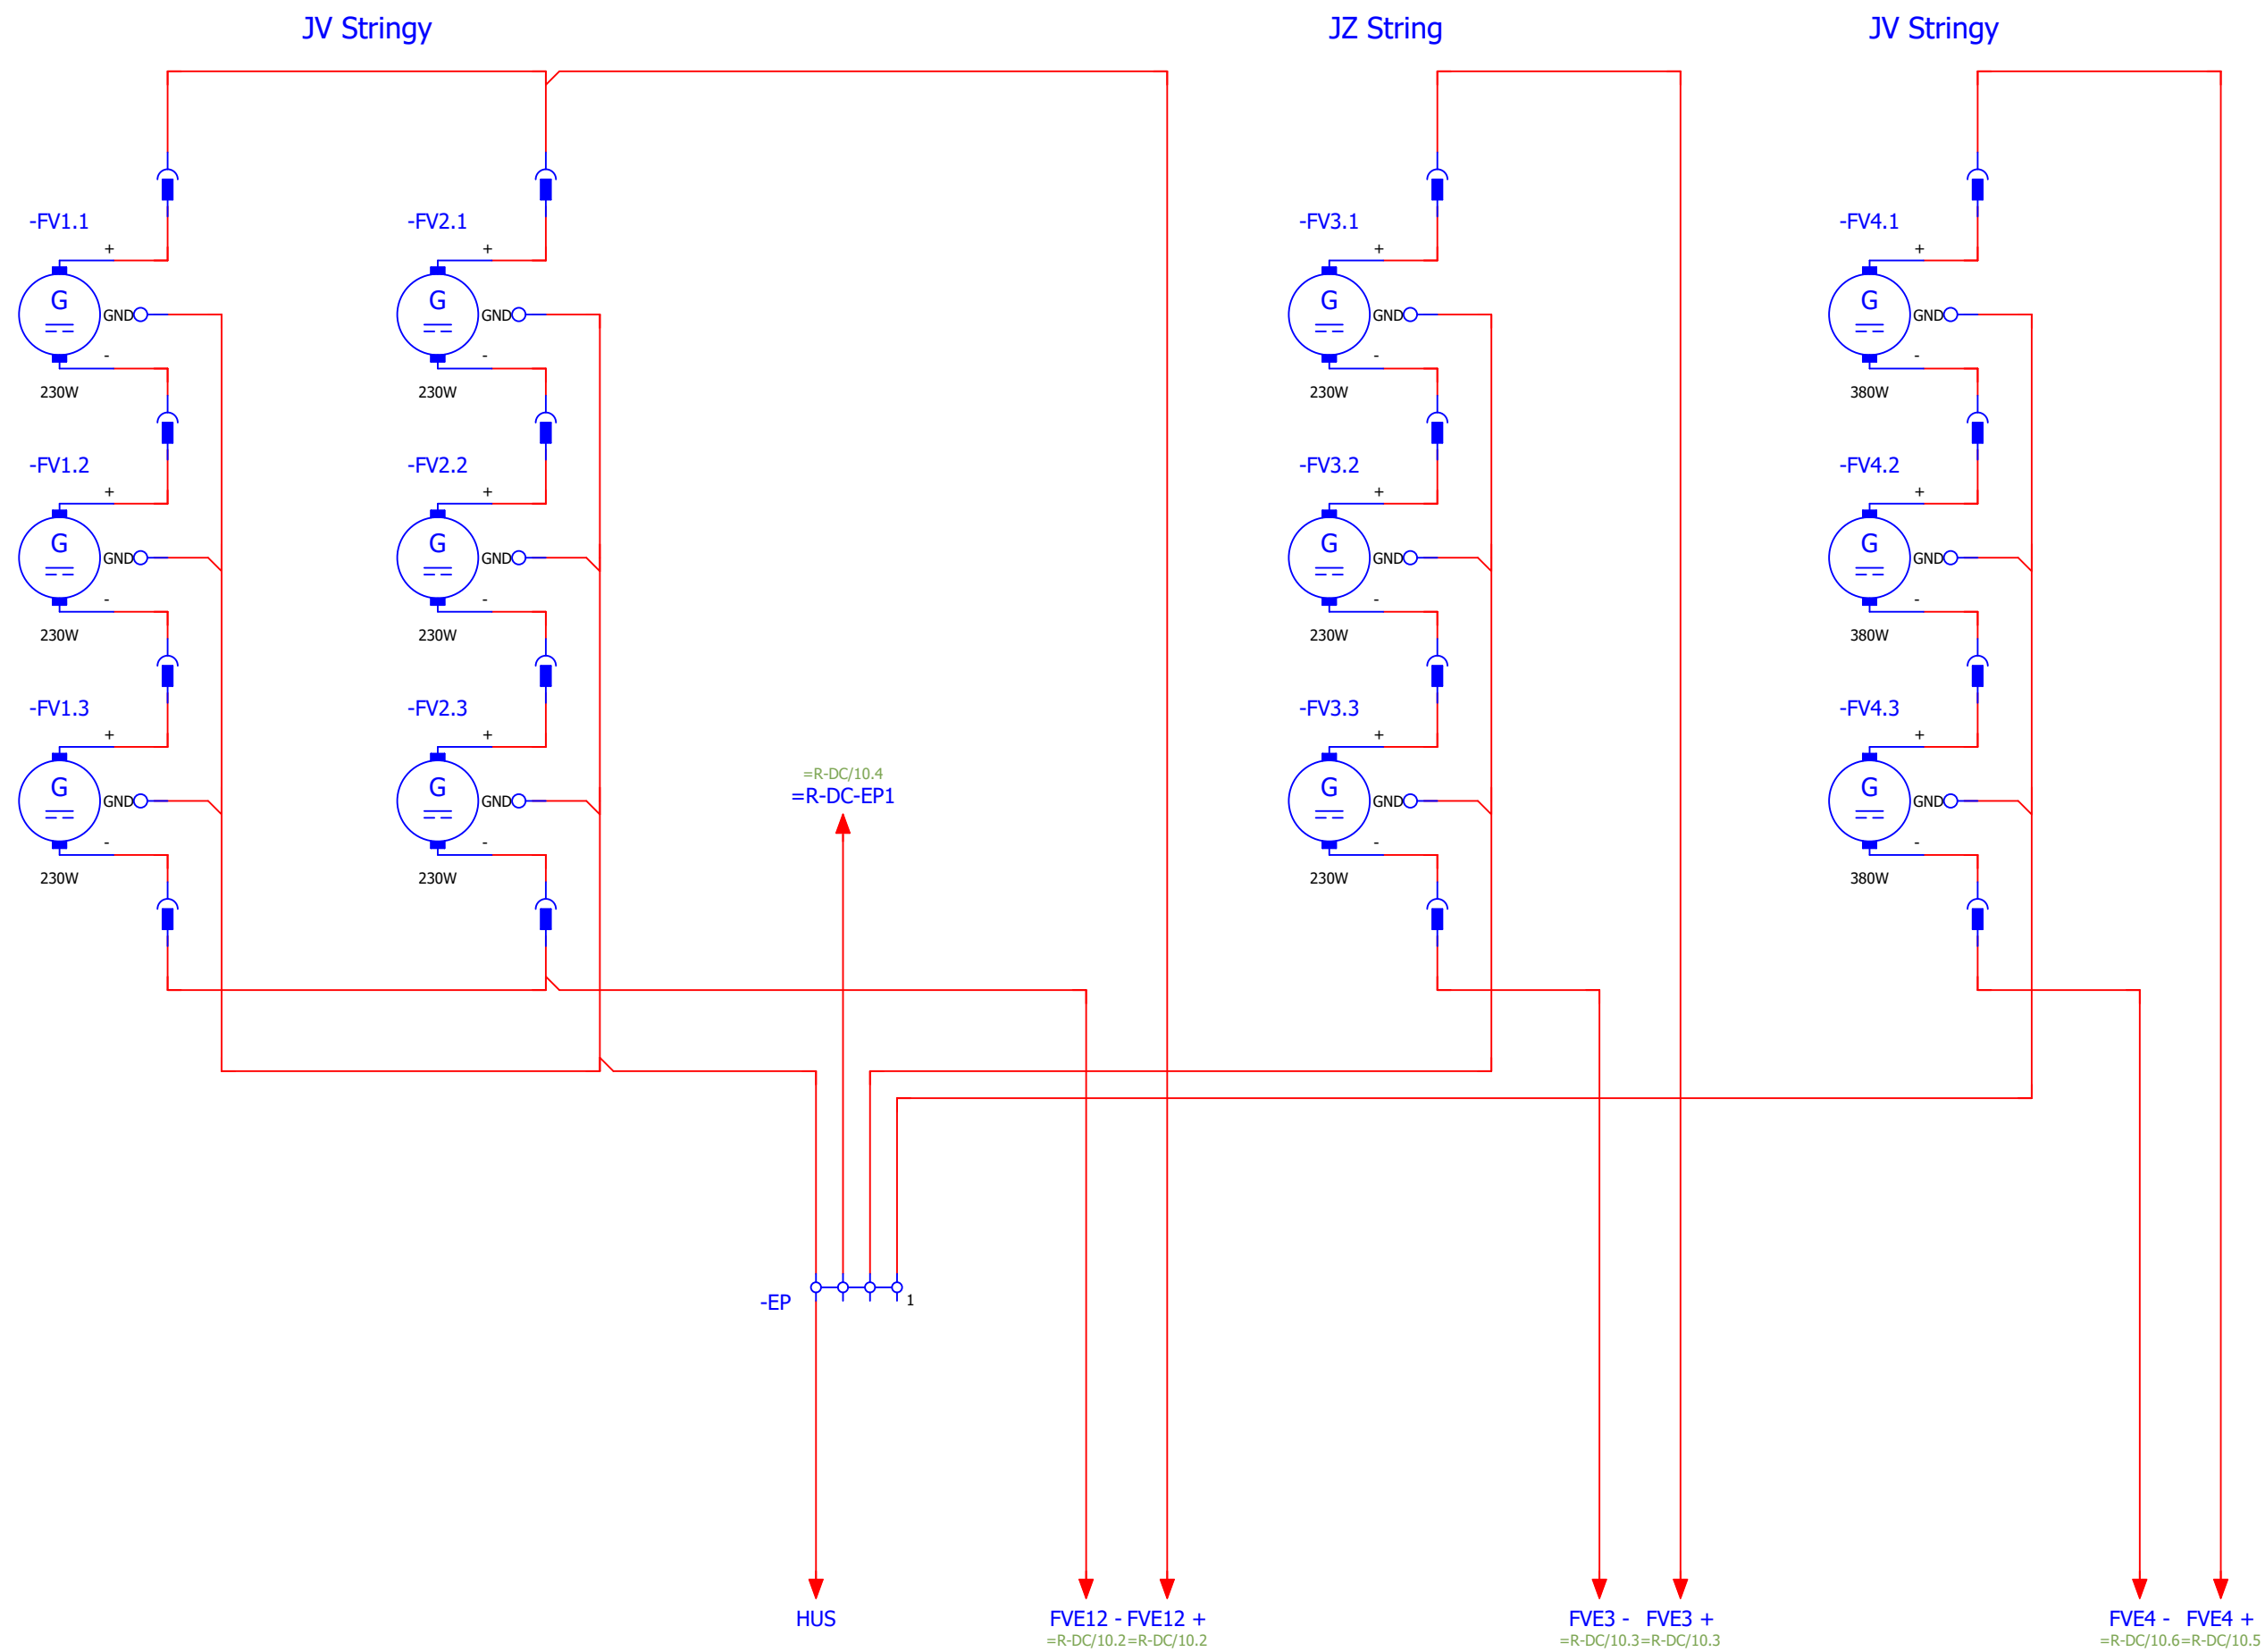 JV Stringy JZ String JV Stringy
-FV1.1 -FV2.1 -FV3.1 -FV4.1
+ + + +
G G G G
GND GND GND GND
- - - -
230W 230W 230W 380W
-FV1.2 -FV2.2 -FV3.2 -FV4.2
+ + + +
G G G G
GND GND GND GND
- - - -
230W 230W 230W 380W
-FV1.3 -FV2.3 -FV3.3 -FV4.3
+ + + +
=R-DC/10.4
=R-DC-EP1
G G G G
GND GND GND GND
- - - -
230W 230W 230W 380W
-EP 1
HUS FVE12 - FVE12 + FVE3 - FVE3 + FVE4 - FVE4 +
=R-DC/10.2 =R-DC/10.2 =R-DC/10.3 =R-DC/10.3 =R-DC/10.6 =R-DC/10.5